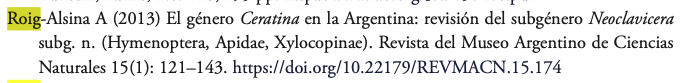 Roig-Alsina A (2013) El género Ceratina en la Argentina: revisión del subgénero Neoclavicera
subg. n. (Hymenoptera, Apidae, Xylocopinae). Revista del Museo Argentino de Ciencias
Naturales 15(1): 121–143. https://doi.org/10.22179/REVMACN.15.174